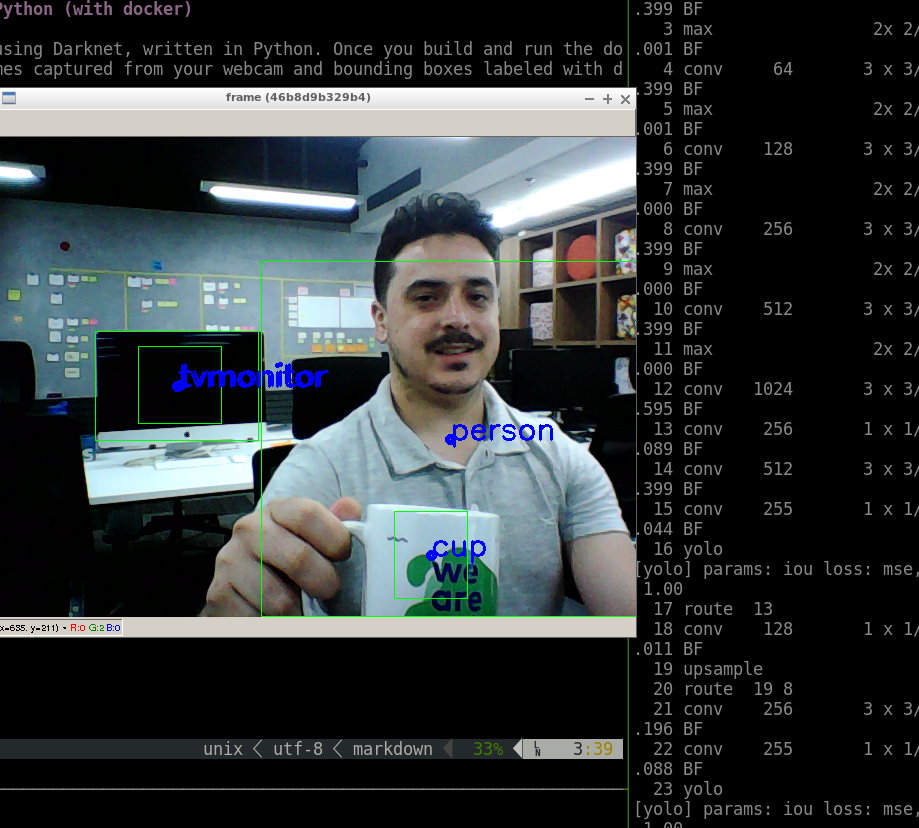 Python (with docker)
using Darknet, written in Python. Once you build and run the do
mes captured from your webcam and bounding boxes labeled with d
frame (46b8d9b329b4)
tvmonitor
person
cup
we
are
x=635, y=211) • R:0 G:2 B:0
unix
utf-8
markdown
33%
LN
3:39
.399 BF
3 max 2x 2/
.001 BF
4 conv 64 3 x 3/
.399 BF
5 max 2x 2/
.001 BF
6 conv 128 3 x 3/
.399 BF
7 max 2x 2/
.000 BF
8 conv 256 3 x 3/
.399 BF
9 max 2x 2/
.000 BF
10 conv 512 3 x 3/
.399 BF
11 max 2x 2/
.000 BF
12 conv 1024 3 x 3/
.595 BF
13 conv 256 1 x 1/
.089 BF
14 conv 512 3 x 3/
.399 BF
15 conv 255 1 x 1/
.044 BF
16 yolo
[yolo] params: iou loss: mse,
1.00
17 route 13
18 conv 128 1 x 1/
.011 BF
19 upsample
20 route 19 8
21 conv 256 3 x 3/
.196 BF
22 conv 255 1 x 1/
.088 BF
23 yolo
[yolo] params: iou loss: mse,
1.00